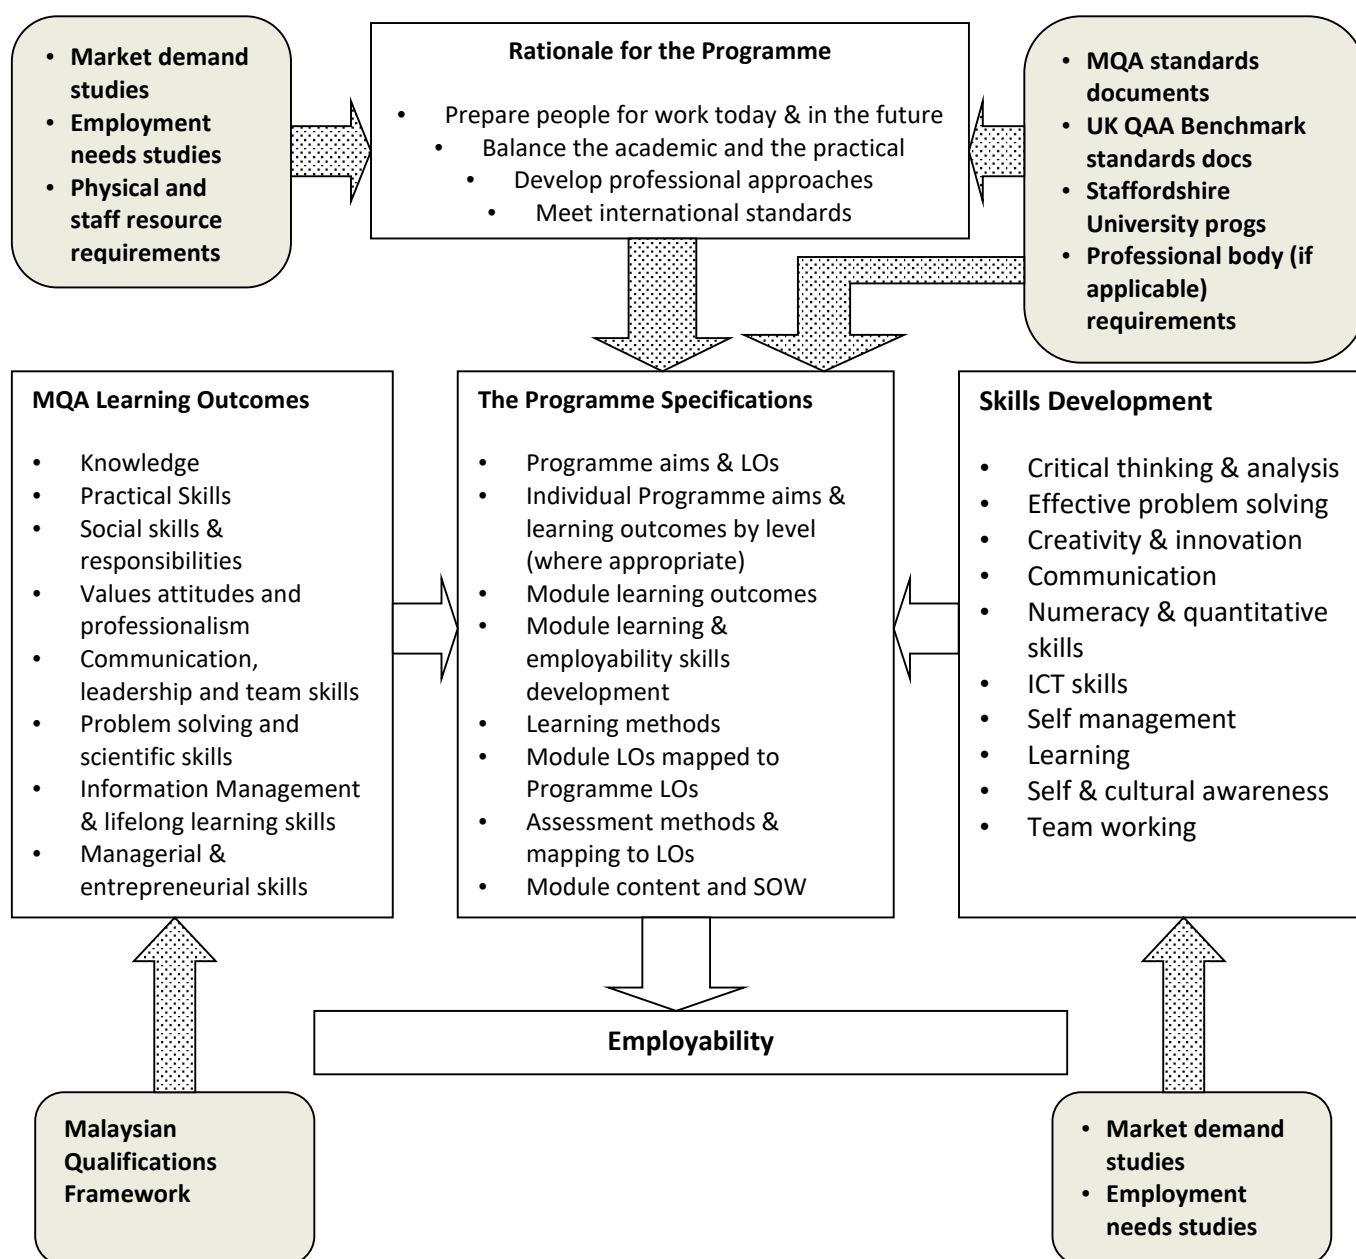 • Market demand
studies
• Employment
needs studies
• Physical and
staff resource
requirements
Rationale for the Programme
• Prepare people for work today & in the future
• Balance the academic and the practical
• Develop professional approaches
• Meet international standards
• MQA standards
documents
• UK QAA Benchmark
standards docs
• Staffordshire
University progs
• Professional body (if
applicable)
requirements
MQA Learning Outcomes
• Knowledge
• Practical Skills
• Social skills &
responsibilities
• Values attitudes and
professionalism
• Communication,
leadership and team skills
• Problem solving and
scientific skills
• Information Management
& lifelong learning skills
• Managerial &
entrepreneurial skills
The Programme Specifications
• Programme aims & LOs
• Individual Programme aims &
learning outcomes by level
(where appropriate)
• Module learning outcomes
• Module learning &
employability skills
development
• Learning methods
• Module LOs mapped to
Programme LOs
• Assessment methods &
mapping to LOs
• Module content and SOW
Skills Development
• Critical thinking & analysis
• Effective problem solving
• Creativity & innovation
• Communication
• Numeracy & quantitative
skills
• ICT skills
• Self management
• Learning
• Self & cultural awareness
• Team working
Employability
Malaysian
Qualifications
Framework
• Market demand
studies
• Employment
needs studies